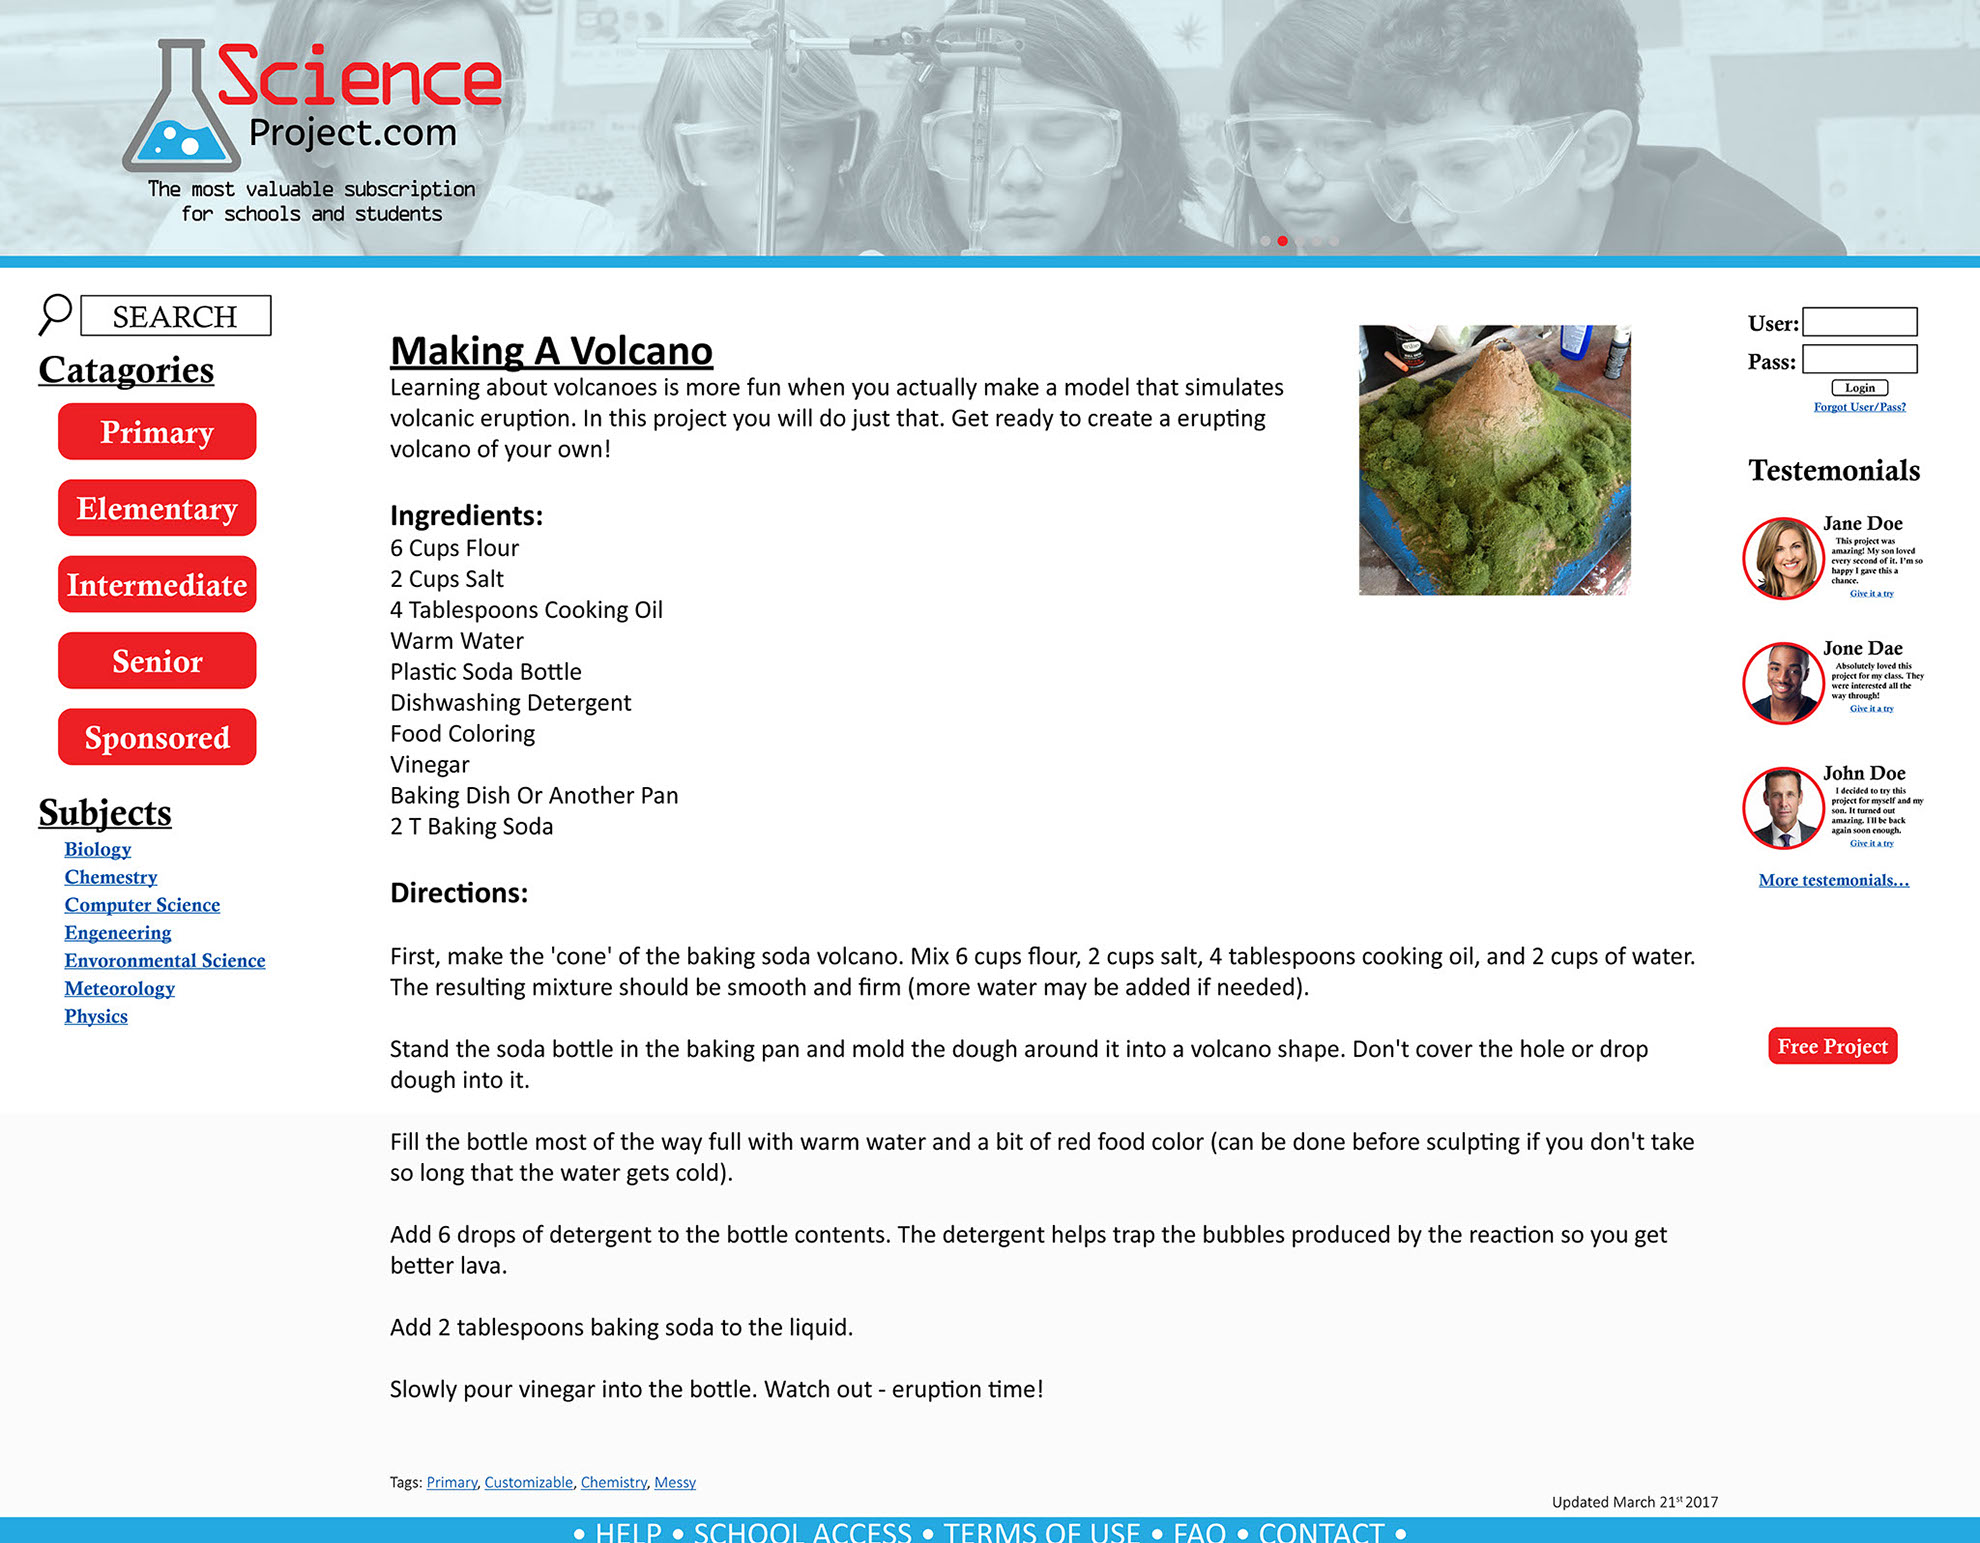 Science
Project.com
The most valuable subscription
for schools and students
SEARCH
Catagories
Primary
Elementary
Intermediate
Senior
Sponsored
Subjects
Biology
Chemestry
Computer Science
Engeneering
Envoronmental Science
Meteorology
Physics
Making A Volcano
Learning about volcanoes is more fun when you actually make a model that simulates
volcanic eruption. In this project you will do just that. Get ready to create a erupting
volcano of your own!
Ingredients:
6 Cups Flour
2 Cups Salt
4 Tablespoons Cooking Oil
Warm Water
Plastic Soda Bottle
Dishwashing Detergent
Food Coloring
Vinegar
Baking Dish Or Another Pan
2 T Baking Soda
Directions:
First, make the 'cone' of the baking soda volcano. Mix 6 cups flour, 2 cups salt, 4 tablespoons cooking oil, and 2 cups of water.
The resulting mixture should be smooth and firm (more water may be added if needed).
Stand the soda bottle in the baking pan and mold the dough around it into a volcano shape. Don't cover the hole or drop
dough into it.
Fill the bottle most of the way full with warm water and a bit of red food color (can be done before sculpting if you don't take
so long that the water gets cold).
Add 6 drops of detergent to the bottle contents. The detergent helps trap the bubbles produced by the reaction so you get
better lava.
Add 2 tablespoons baking soda to the liquid.
Slowly pour vinegar into the bottle. Watch out - eruption time!
Tags: Primary, Customizable, Chemistry, Messy
Updated March 21st 2017
User:
Pass:
Login
Forgot User/Pass?
Testemonials
Jane Doe
This project was
amazing! My son loved
every second of it. I'm so
happy I gave this a
chance.
Give it a try
Jone Dae
Absolutely loved this
project for my class. They
were interested all the
way through!
Give it a try
John Doe
I decided to try this
project for myself and my
son. It turned out
amazing. I'll be back
again soon enough.
Give it a try
More testemonials...
Free Project
• HELP • SCHOOL ACCESS • TERMS OF USE • FAQ • CONTACT •